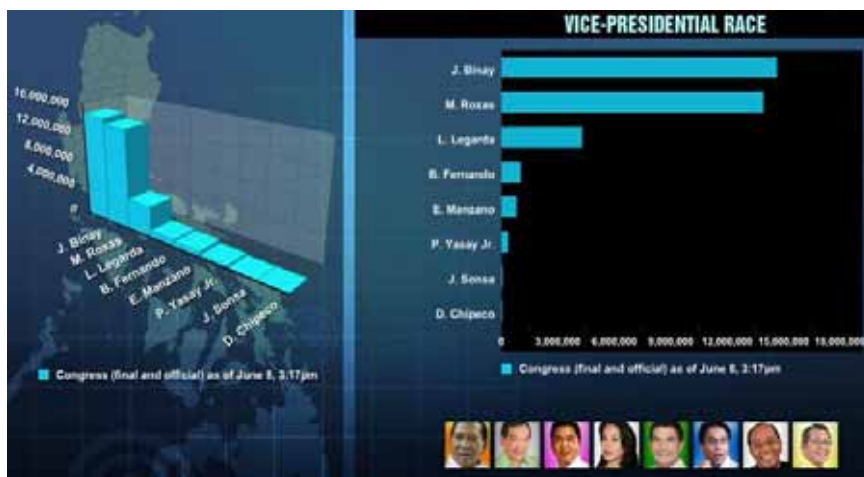 16,000,000
12,000,000
8,000,000
4,000,000
0
J. Binay
M. Roxas
L. Legarda
B. Fernando
E. Manzano
P. Yasay Jr.
J. Sonsa
D. Chipeco
Congress (final and official) as of June 8, 3:17pm
VICE-PRESIDENTIAL RACE
J. Binay
M. Roxas
L. Legarda
B. Fernando
E. Manzano
P. Yasay Jr.
J. Sonsa
D. Chipeco
0 3,000,000 6,000,000 9,000,000 12,000,000 15,000,000 18,000,000
Congress (final and official) as of June 8, 3:17pm